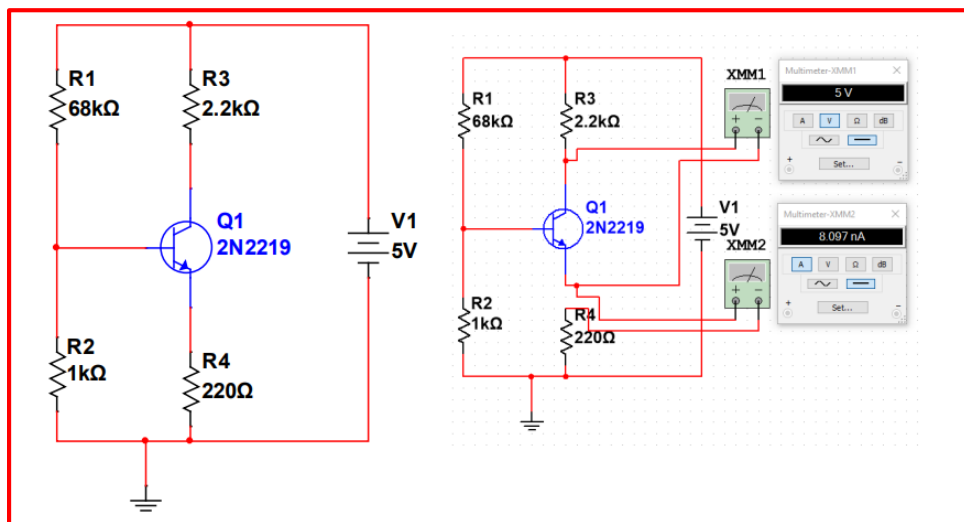 R1
68kΩ
R3
2.2kΩ
Q1
2N2219
V1
5V
R2
1kΩ
R4
220Ω
R1
68kΩ
R3
2.2kΩ
Q1
2N2219
V1
5V
R2
1kΩ
R4
220Ω
XMM1
+ −
XMM2
+ −
Multimeter-XMM1 ×
5 V
A V Ω dB
+ Set... −
Multimeter-XMM2 ×
8.097 nA
A V Ω dB
+ Set... −